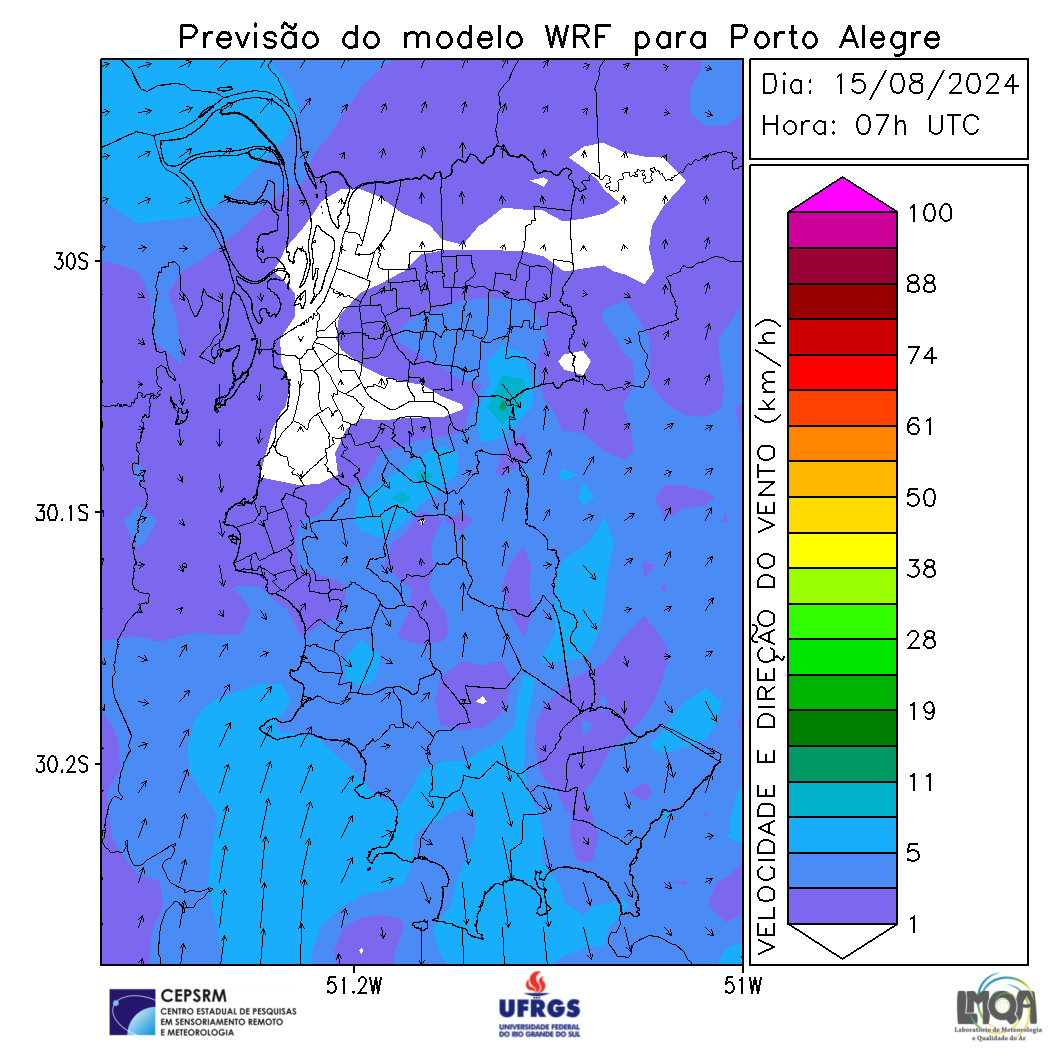 Previsão do modelo WRF para Porto Alegre
Dia: 15/08/2024
Hora: 07h UTC
30S
30.1S
30.2S
51.2W
51W
VELOCIDADE E DIREÇÃO DO VENTO (km/h)
100
88
74
61
50
38
28
19
11
5
1
CEPSRM
CENTRO ESTADUAL DE PESQUISAS
EM SENSORIAMENTO REMOTO
E METEOROLOGIA
UFRGS
UNIVERSIDADE FEDERAL
DO RIO GRANDE DO SUL
LMQA
Laboratório de Meteorologia
e Qualidade do Ar